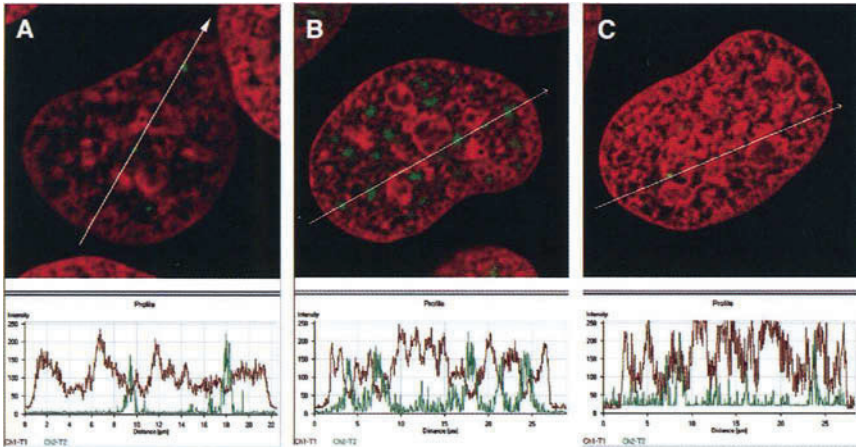 A
B
C
Profile
Profile
Profile
Intensity
Intensity
Intensity
250
200
150
100
50
0
250
200
150
100
50
0
250
200
150
100
50
0
0 2 4 6 8 10 12 14 16 18 20 22
0 5 10 15 20 25
0 5 10 15 20 25
Distance [µm]
Distance [µm]
Distance [µm]
Ch1-T1 Ch2-T2
Ch1-T1 Ch2-T2
Ch1-T1 Ch2-T2